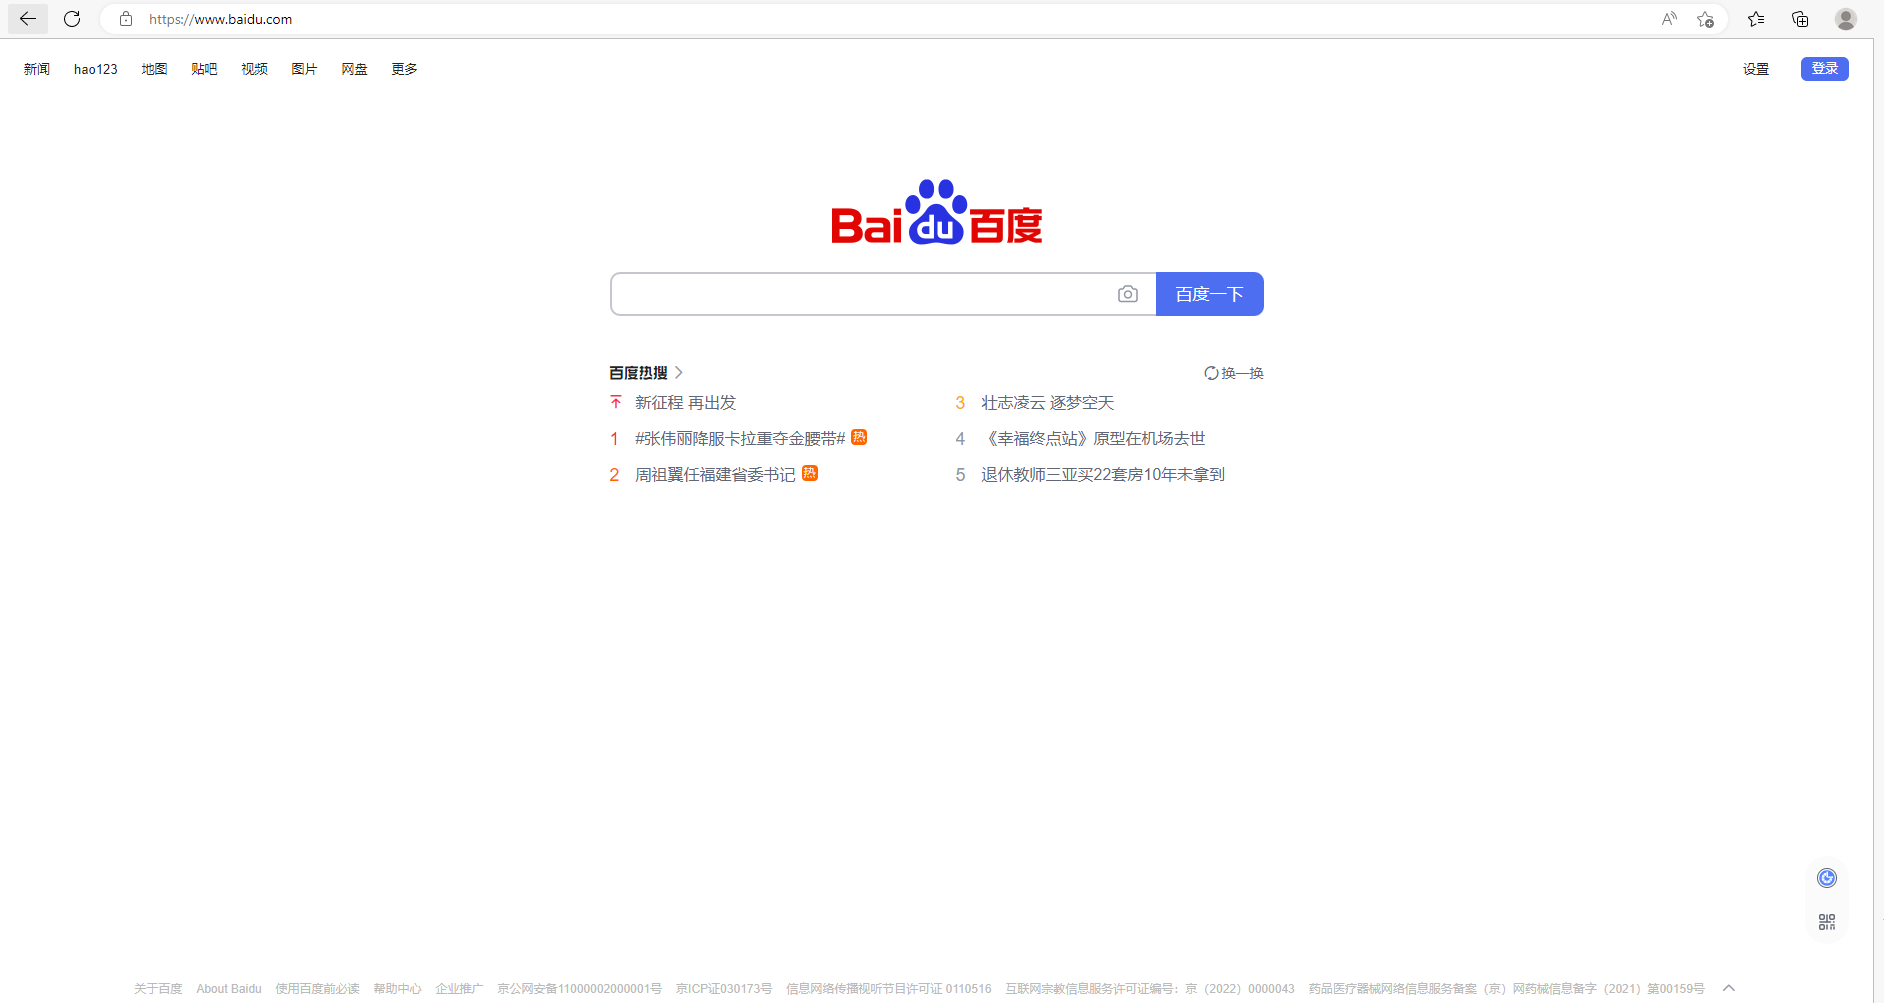 https://www.baidu.com
新闻 hao123 地图 贴吧 视频 图片 网盘 更多 设置 登录
Bai du 百度
百度一下
百度热搜 换一换
新征程 再出发
1 #张伟丽降服卡拉重夺金腰带# 热
2 周祖翼任福建省委书记 热
3 壮志凌云 逐梦空天
4 《幸福终点站》原型在机场去世
5 退休教师三亚买22套房10年未拿到
关于百度 About Baidu 使用百度前必读 帮助中心 企业推广 京公网安备11000002000001号 京ICP证030173号 信息网络传播视听节目许可证 0110516 互联网宗教信息服务许可证编号：京（2022）0000043 药品医疗器械网络信息服务备案（京）网药械信息备字（2021）第00159号